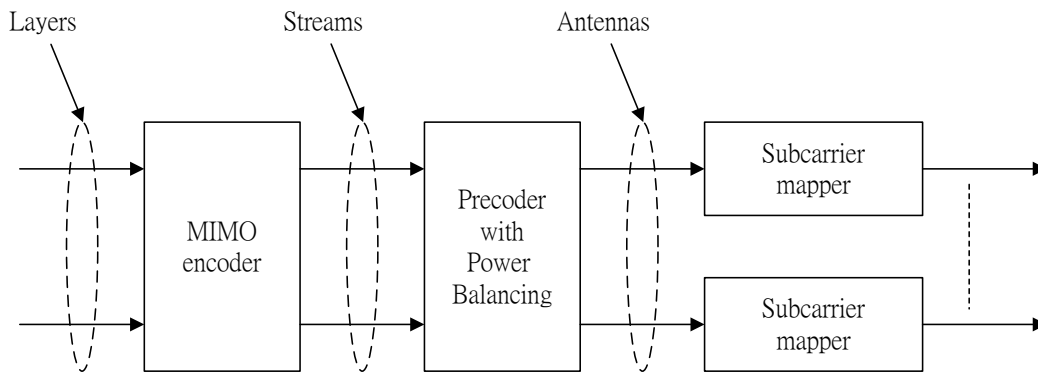 Layers
Streams
Antennas
MIMO
encoder
Precoder
with
Power
Balancing
Subcarrier
mapper
Subcarrier
mapper